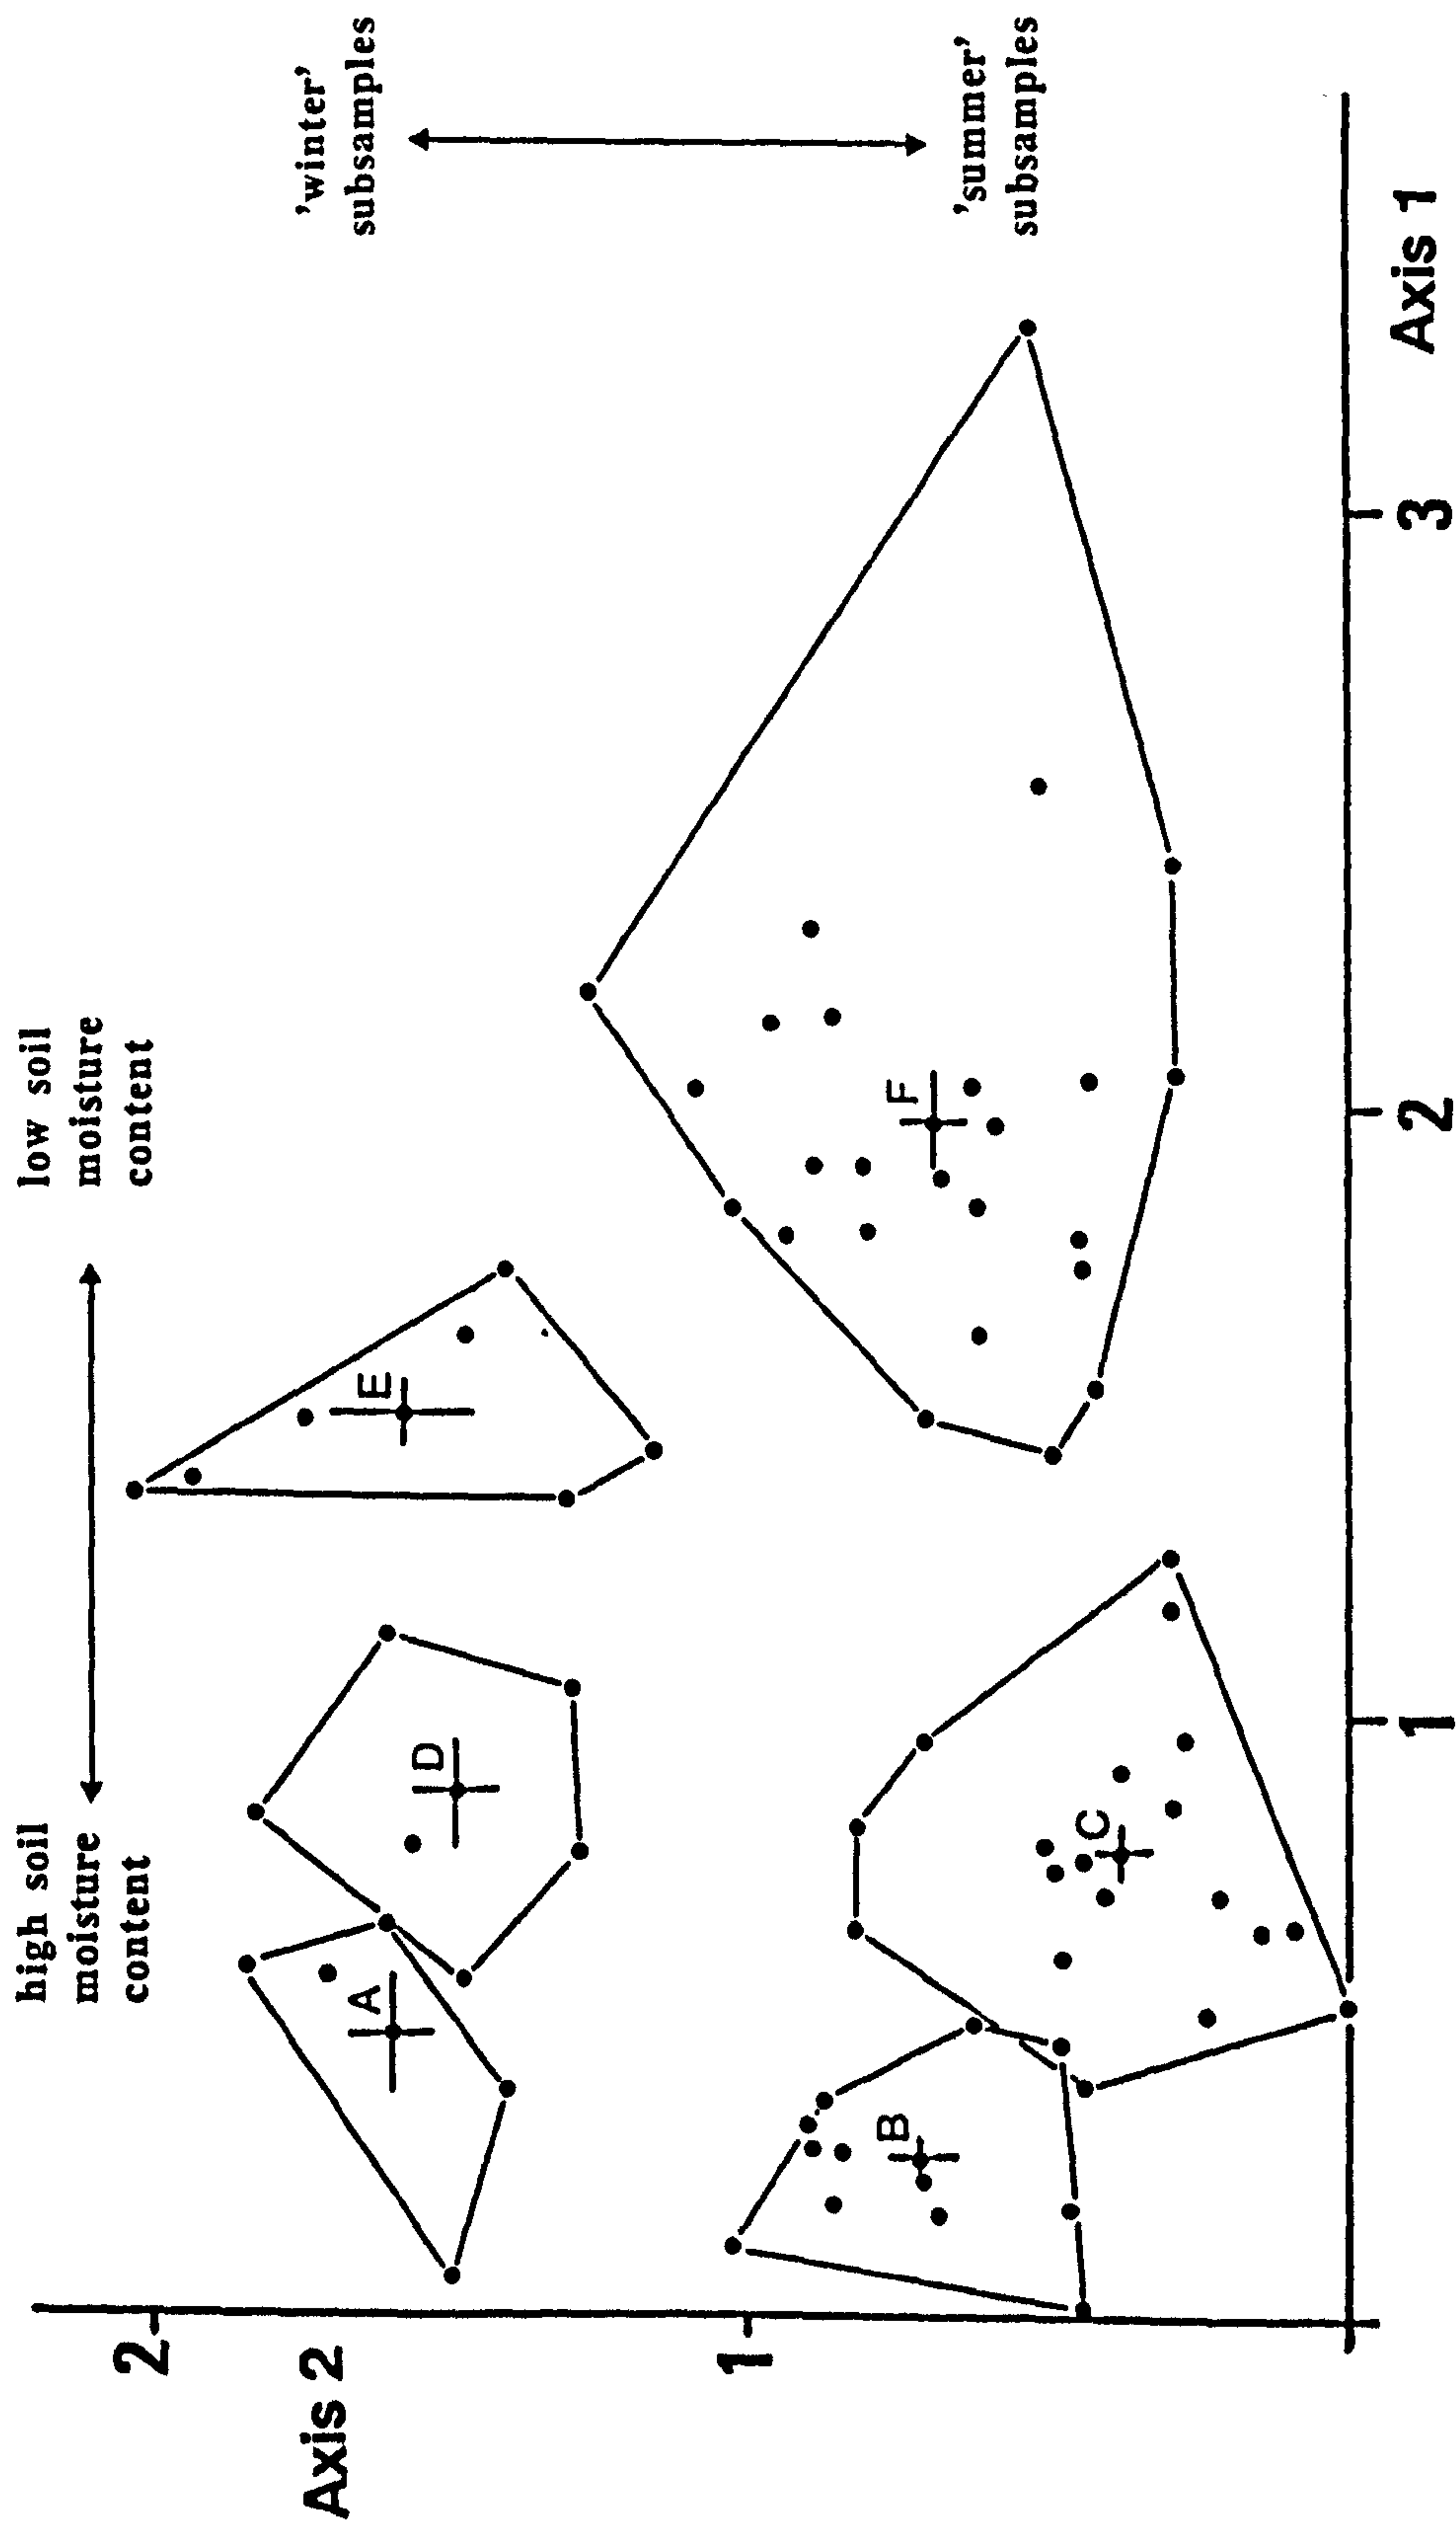 high soil
moisture
content
low soil
moisture
content
'winter'
subsamples
'summer'
subsamples
2
Axis 2
1
A
D
E
B
C
F
1
2
3
Axis 1